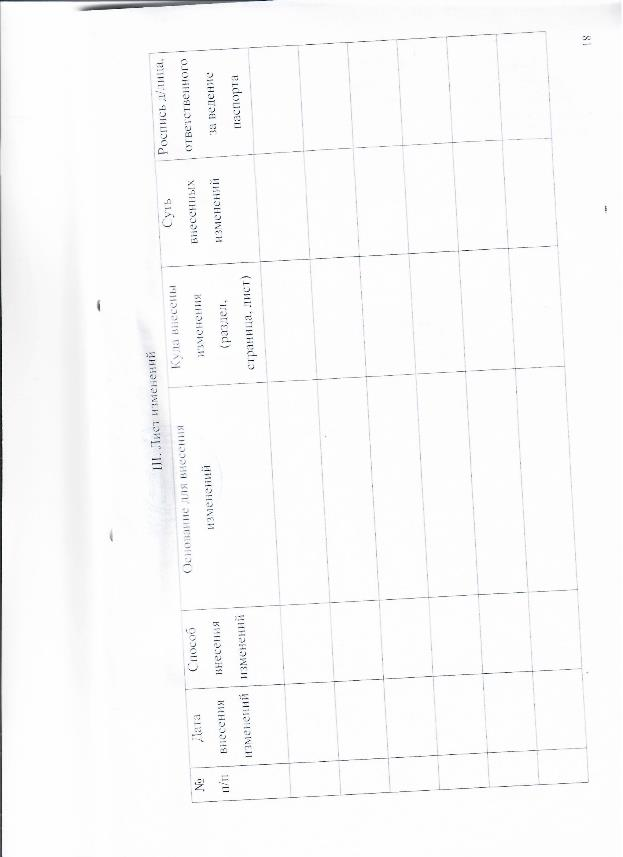 III. Лист изменений
№
п/п
Дата
внесения
изменений
Способ
внесения
изменений
Основание для внесения
изменений
Куда внесены
изменения
(раздел,
страница, лист)
Суть
внесенных
изменений
Роспись д/лица,
ответственного
за ведение
паспорта
18